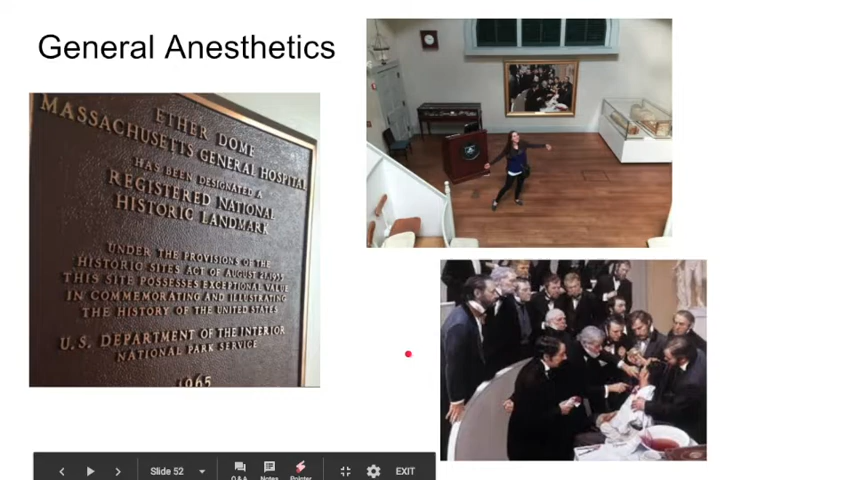 General Anesthetics
ETHER DOME
MASSACHUSETTS GENERAL HOSPITAL
HAS BEEN DESIGNATED A
REGISTERED NATIONAL
HISTORIC LANDMARK
UNDER THE PROVISIONS OF THE
HISTORIC SITES ACT OF AUGUST 21, 1935
THIS SITE POSSESSES EXCEPTIONAL VALUE
IN COMMEMORATING AND ILLUSTRATING
THE HISTORY OF THE UNITED STATES
U.S. DEPARTMENT OF THE INTERIOR
NATIONAL PARK SERVICE
1965
Slide 52
Q&A
Notes
Pointer
EXIT